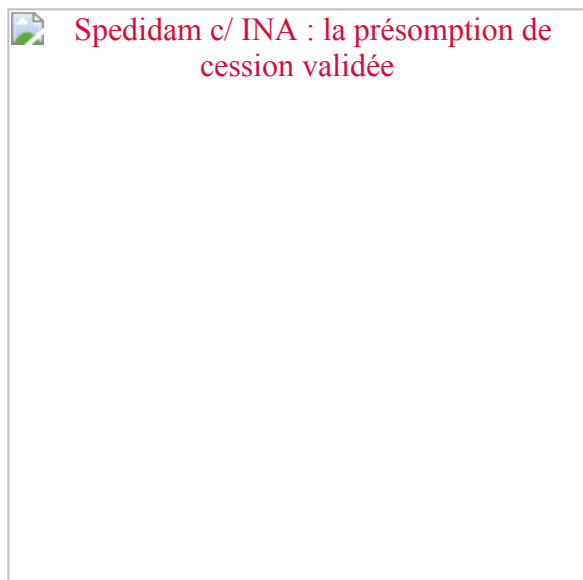 Spedidam c/ INA : la présomption de
cession validée